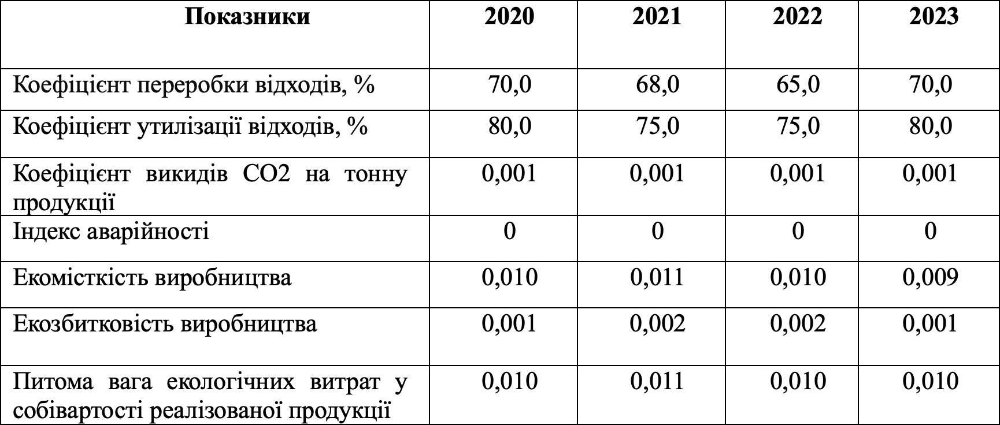 Показники 2020 2021 2022 2023
Коефіцієнт переробки відходів, % 70,0 68,0 65,0 70,0
Коефіцієнт утилізації відходів, % 80,0 75,0 75,0 80,0
Коефіцієнт викидів СО2 на тонну 0,001 0,001 0,001 0,001
продукції
Індекс аварійності 0 0 0 0
Екомісткість виробництва 0,010 0,011 0,010 0,009
Екозбитковість виробництва 0,001 0,002 0,002 0,001
Питома вага екологічних витрат у 0,010 0,011 0,010 0,010
собівартості реалізованої продукції